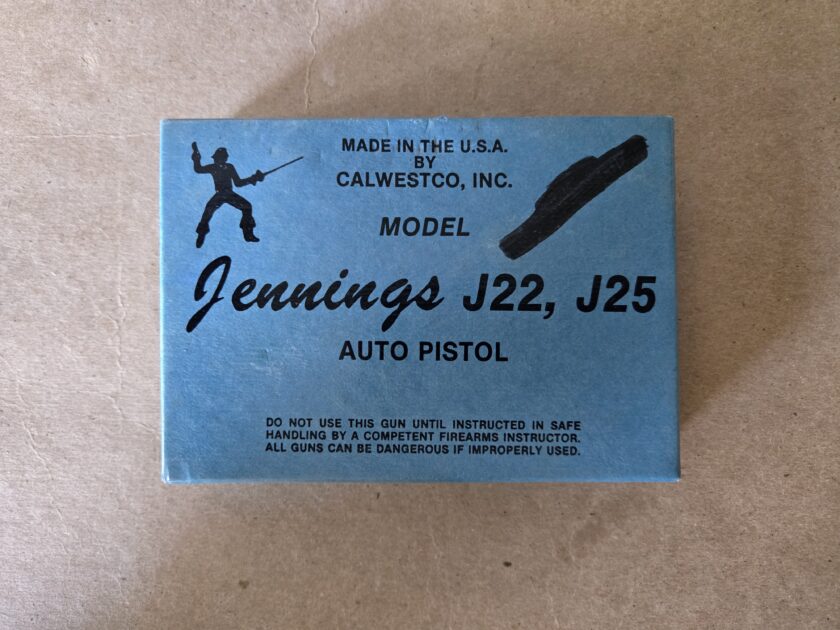 MADE IN THE U.S.A.
BY
CALWESTCO, INC.
MODEL
Jennings J22, J25
AUTO PISTOL
DO NOT USE THIS GUN UNTIL INSTRUCTED IN SAFE
HANDLING BY A COMPETENT FIREARMS INSTRUCTOR.
ALL GUNS CAN BE DANGEROUS IF IMPROPERLY USED.